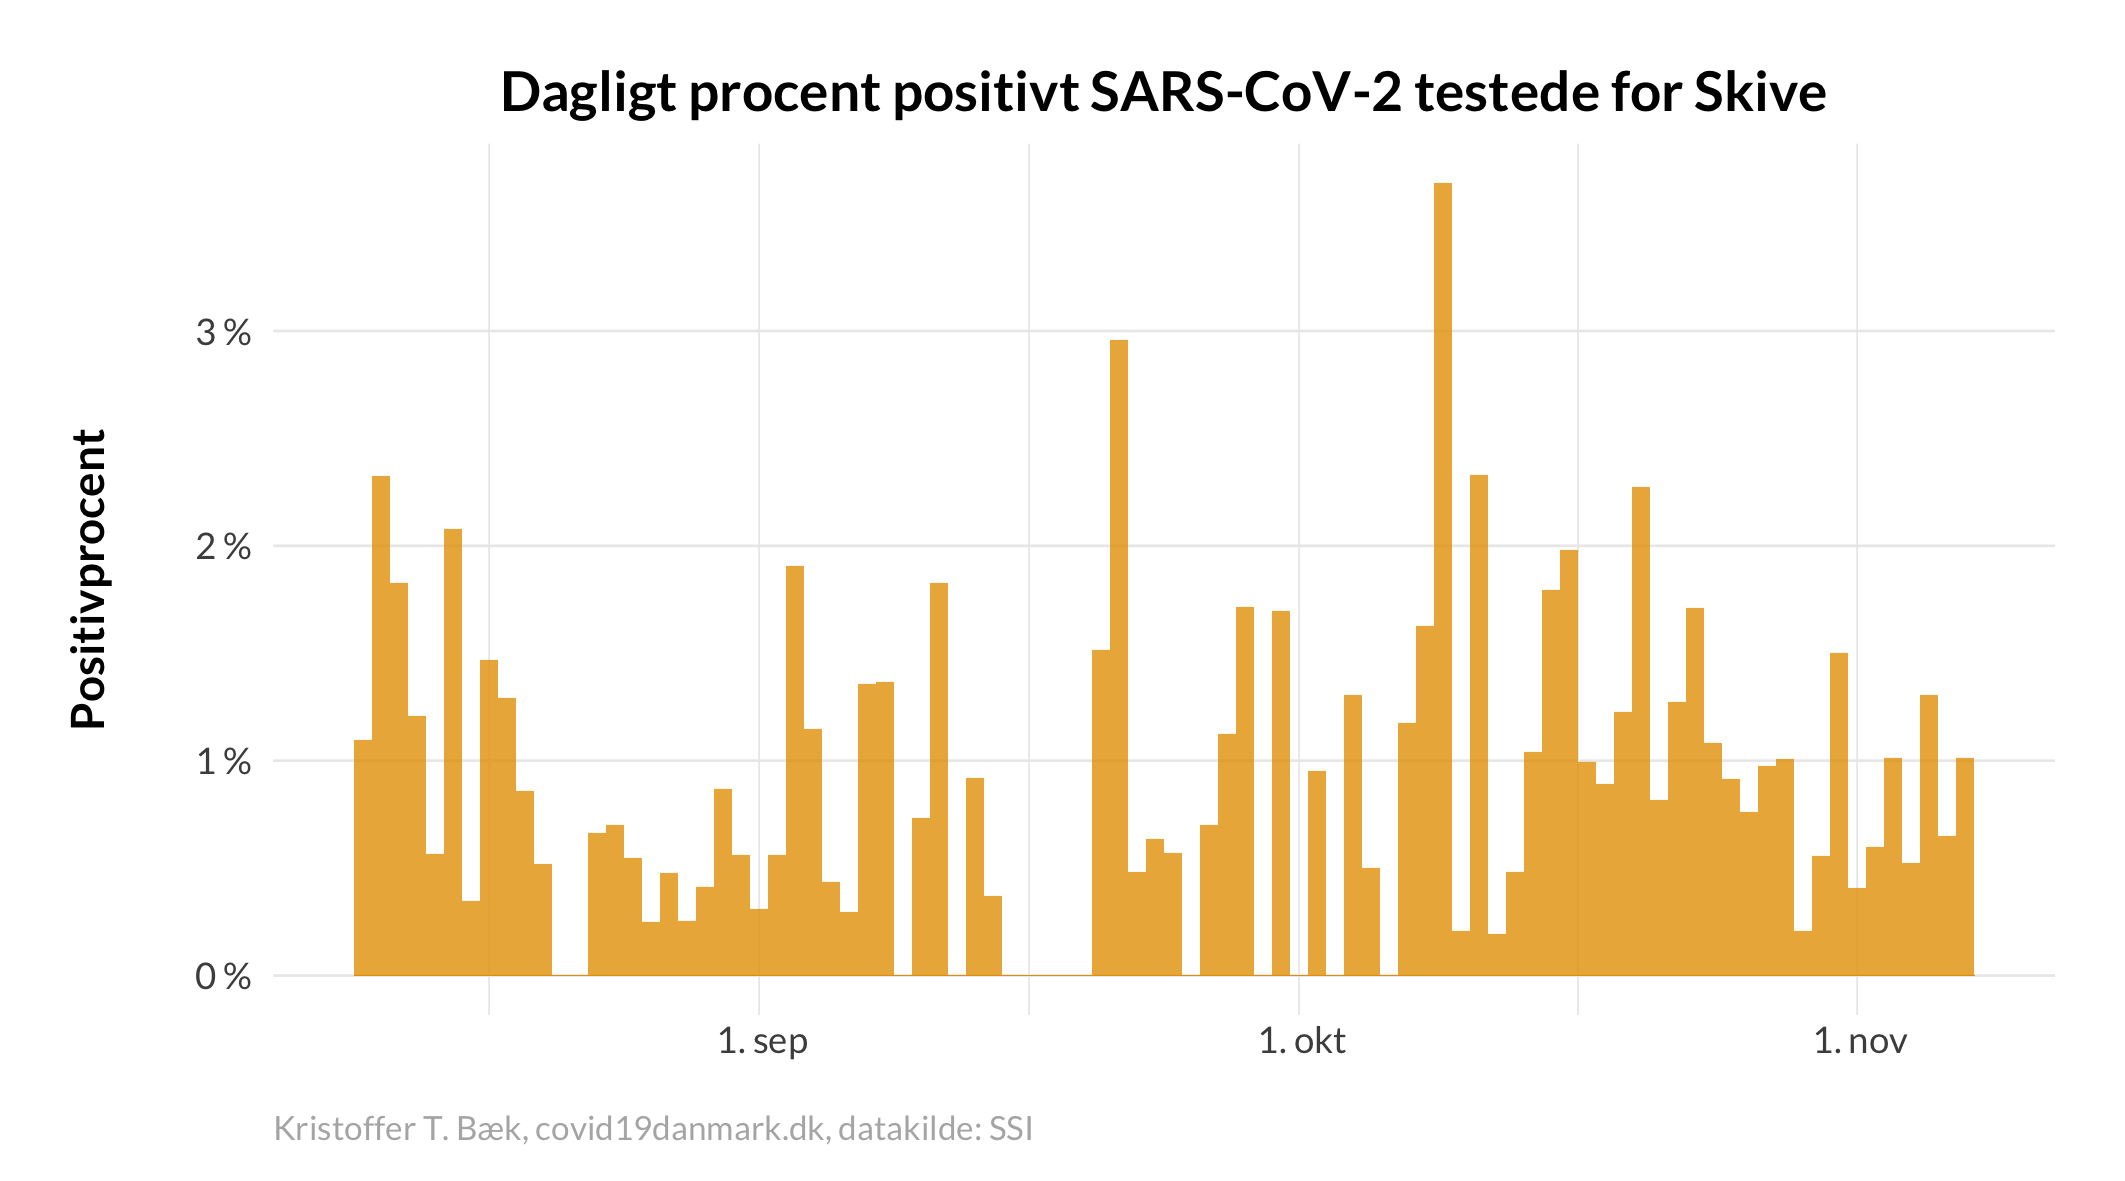 Dagligt procent positivt SARS-CoV-2 testede for Skive
Positivprocent
3 %
2 %
1 %
0 %
1. sep
1. okt
1. nov
Kristoffer T. Bæk, covid19danmark.dk, datakilde: SSI